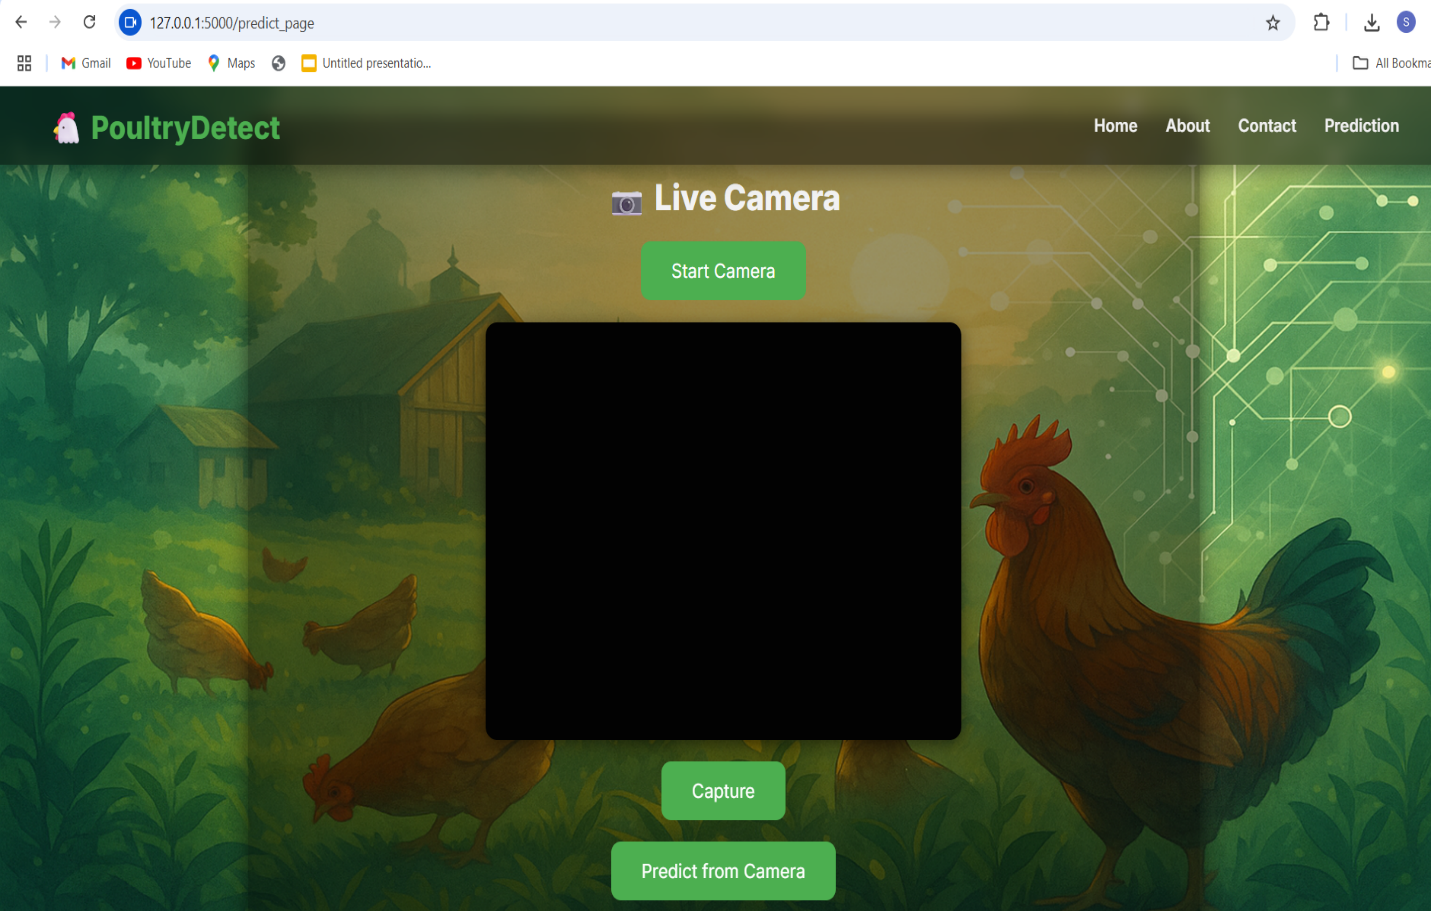 127.0.0.1:5000/predict_page
S
Gmail YouTube Maps Untitled presentatio... All Bookma
PoultryDetect Home About Contact Prediction
Live Camera
Start Camera
Capture
Predict from Camera